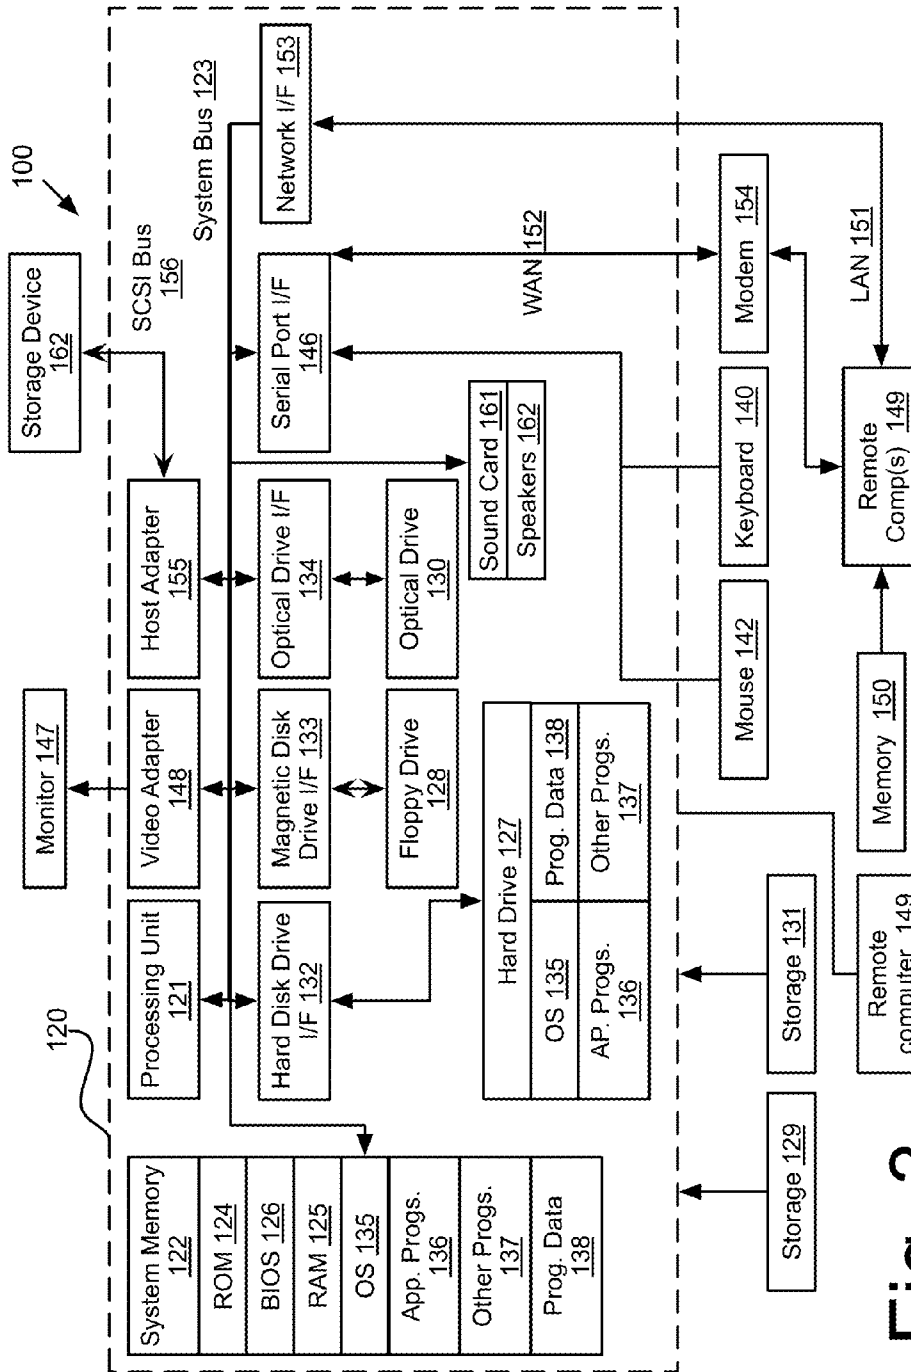 100
120
Monitor 147
Storage Device
162
SCSI Bus
156
System Memory
122
ROM 124
BIOS 126
RAM 125
OS 135
App. Progs.
136
Other Progs.
137
Prog. Data
138
Processing Unit
121
Video Adapter
148
Host Adapter
155
System Bus 123
Hard Disk Drive
I/F 132
Magnetic Disk
Drive I/F 133
Optical Drive I/F
134
Serial Port I/F
146
Network I/F 153
Floppy Drive
128
Optical Drive
130
Sound Card 161
Speakers 162
Hard Drive 127
OS 135
Prog. Data 138
AP. Progs.
136
Other Progs.
137
WAN 152
Storage 129
Storage 131
Mouse 142
Keyboard 140
Modem 154
LAN 151
Remote
computer 149
Memory 150
Remote
Comp(s) 149
Fig.